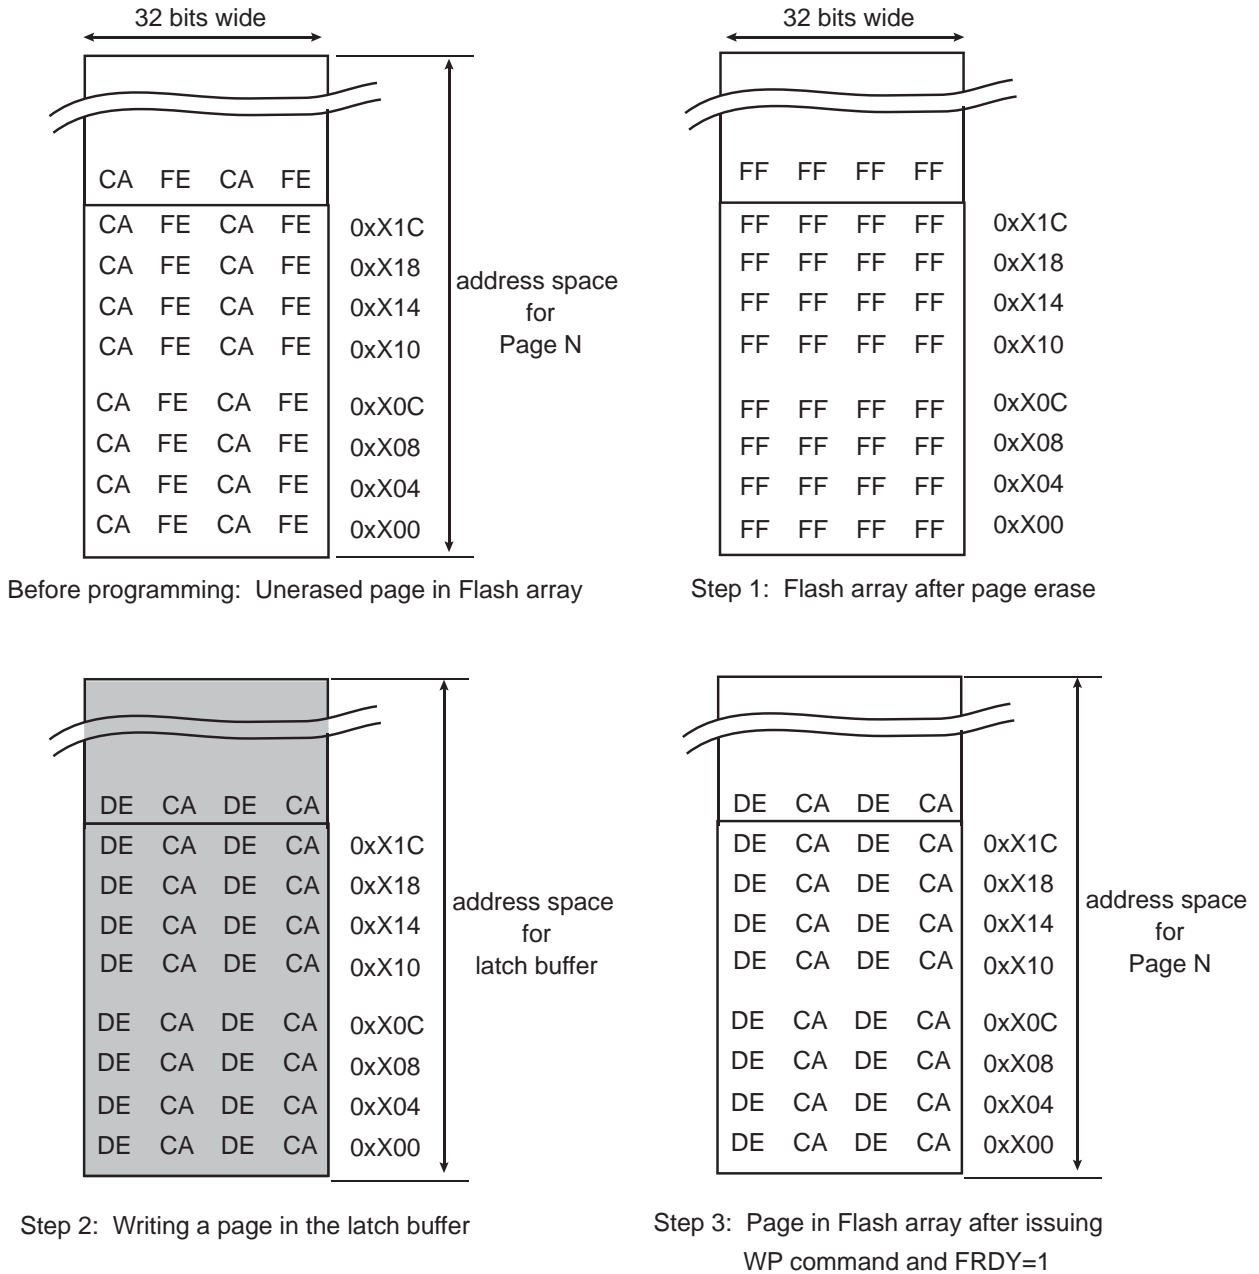 32 bits wide
CA FE CA FE
CA FE CA FE 0xX1C
CA FE CA FE 0xX18
CA FE CA FE 0xX14
CA FE CA FE 0xX10
CA FE CA FE 0xX0C
CA FE CA FE 0xX08
CA FE CA FE 0xX04
CA FE CA FE 0xX00
address space
for
Page N
Before programming: Unerased page in Flash array
32 bits wide
FF FF FF FF
FF FF FF FF 0xX1C
FF FF FF FF 0xX18
FF FF FF FF 0xX14
FF FF FF FF 0xX10
FF FF FF FF 0xX0C
FF FF FF FF 0xX08
FF FF FF FF 0xX04
FF FF FF FF 0xX00
Step 1: Flash array after page erase
DE CA DE CA
DE CA DE CA 0xX1C
DE CA DE CA 0xX18
DE CA DE CA 0xX14
DE CA DE CA 0xX10
DE CA DE CA 0xX0C
DE CA DE CA 0xX08
DE CA DE CA 0xX04
DE CA DE CA 0xX00
address space
for
latch buffer
Step 2: Writing a page in the latch buffer
DE CA DE CA
DE CA DE CA 0xX1C
DE CA DE CA 0xX18
DE CA DE CA 0xX14
DE CA DE CA 0xX10
DE CA DE CA 0xX0C
DE CA DE CA 0xX08
DE CA DE CA 0xX04
DE CA DE CA 0xX00
address space
for
Page N
Step 3: Page in Flash array after issuing
WP command and FRDY=1